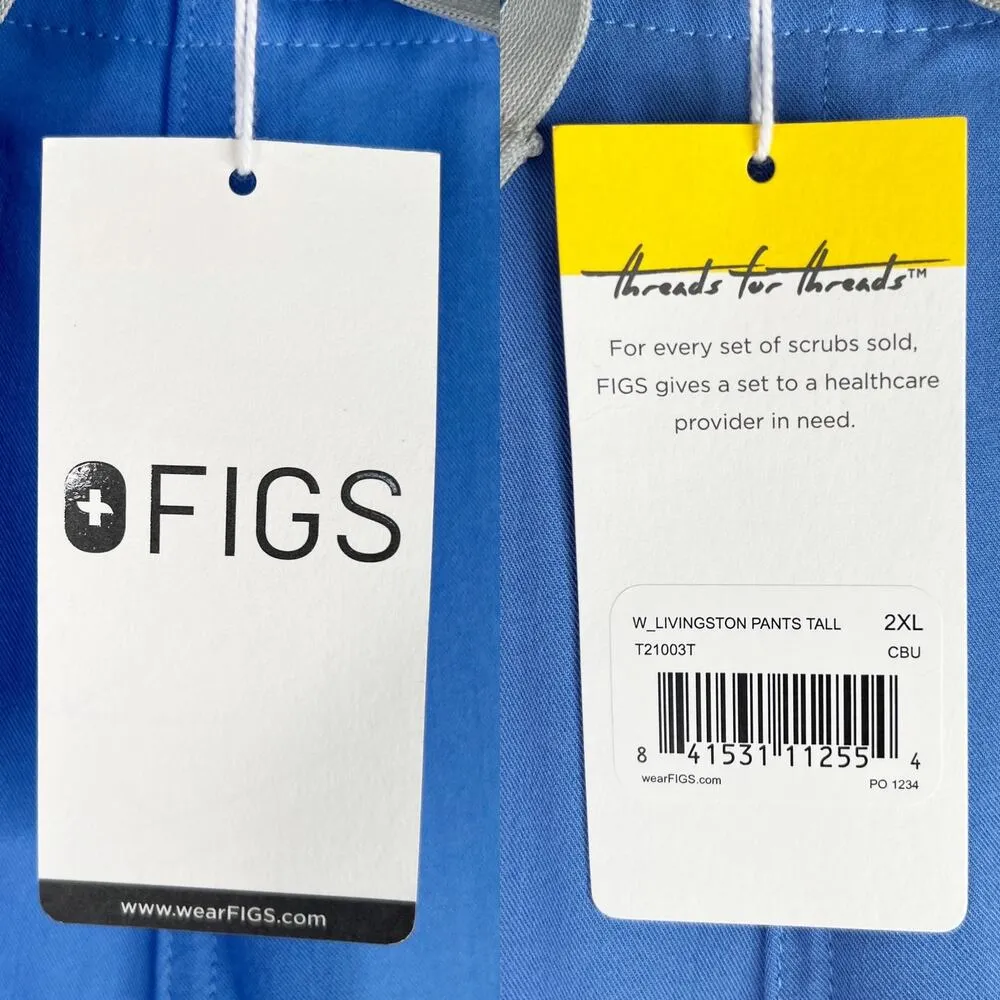 FIGS
www.wearFIGS.com
threads for threads™
For every set of scrubs sold,
FIGS gives a set to a healthcare
provider in need.
W_LIVINGSTON PANTS TALL 2XL
T21003T CBU
8 41531 11255 4
wearFIGS.com PO 1234